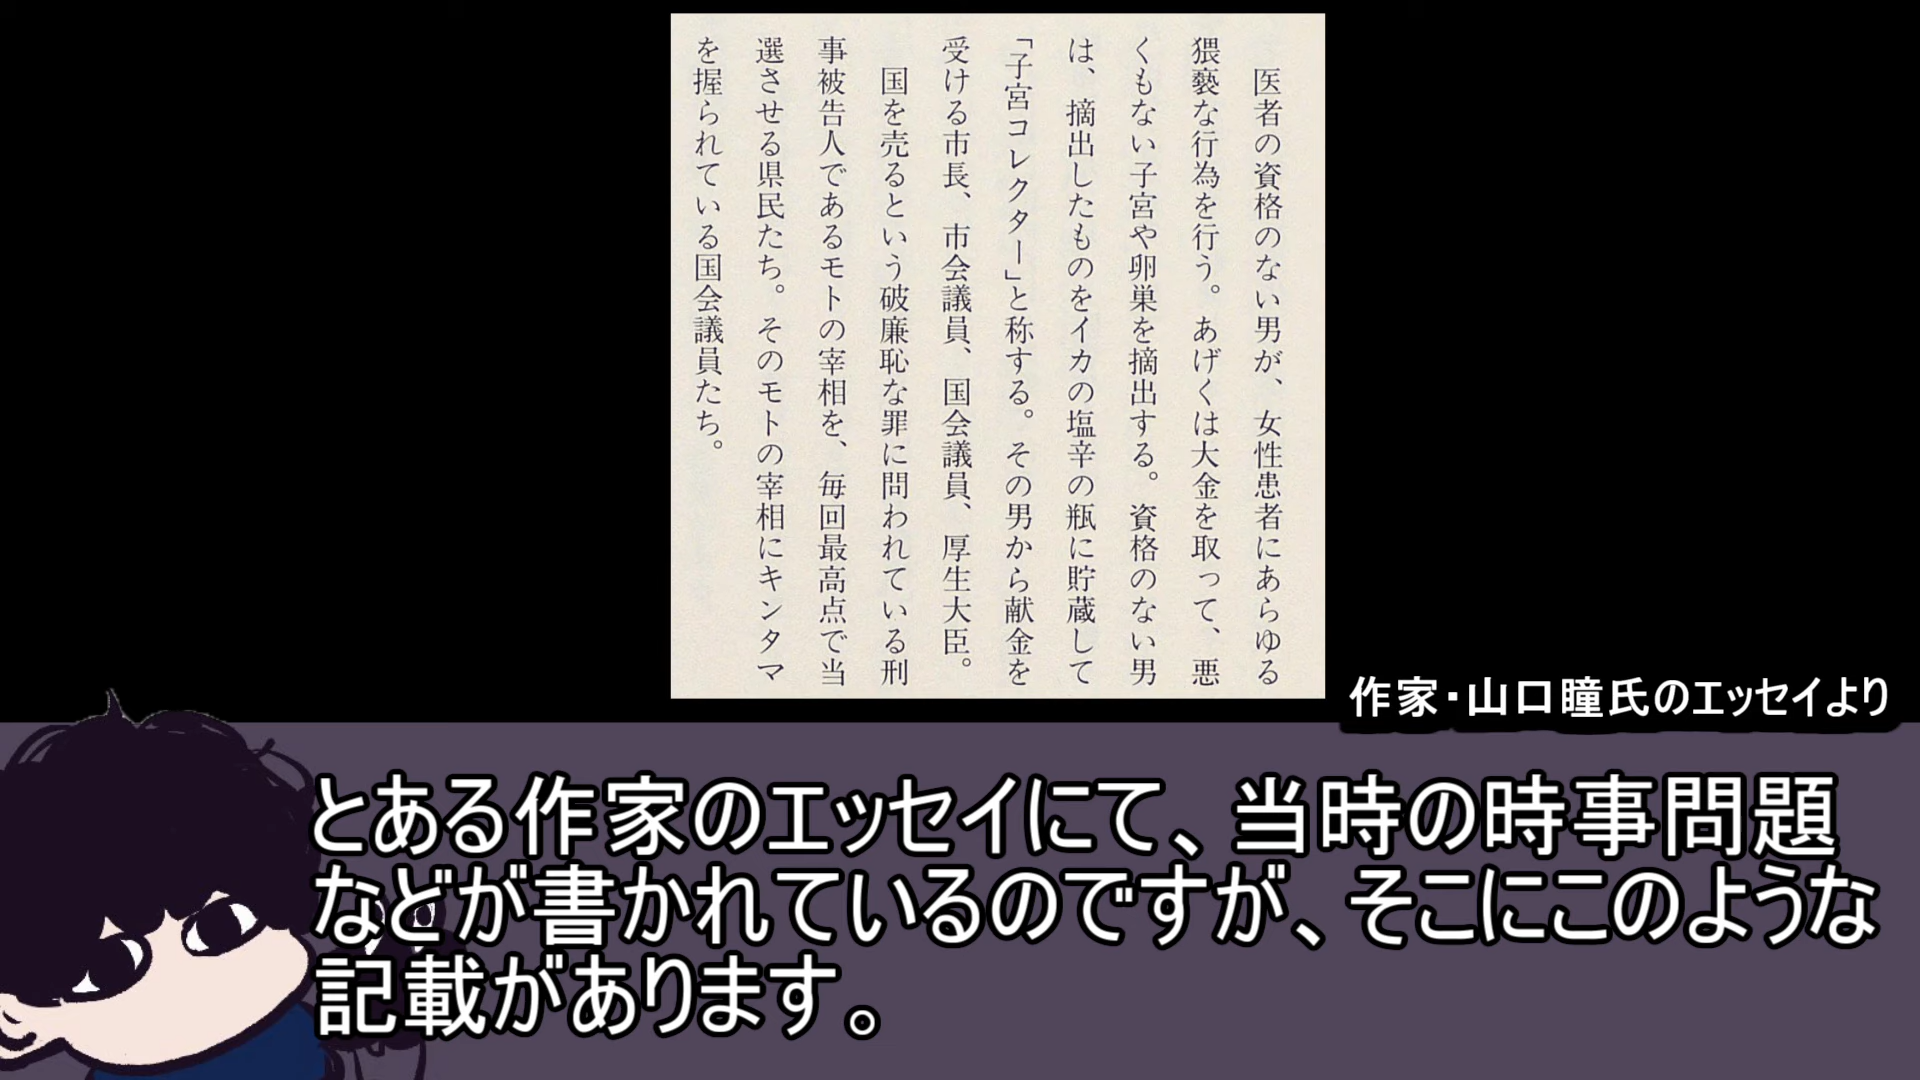 医者の資格のない男が、女性患者にあらゆる
猥褻な行為を行う。あげくは大金を取って、悪
くもない子宮や卵巣を摘出する。資格のない男
は、摘出したものをイカの塩辛の瓶に貯蔵して
「子宮コレクター」と称する。その男から献金を
受ける市長、市会議員、国会議員、厚生大臣。
国を売るという破廉恥な罪に問われている刑
事被告人であるモトの宰相を、毎回最高点で当
選させる県民たち。そのモトの宰相にキンタマ
を握られている国会議員たち。
作家・山口瞳氏のエッセイより
とある作家のエッセイにて、当時の時事問題
などが書かれているのですが、そこにこのような
記載があります。